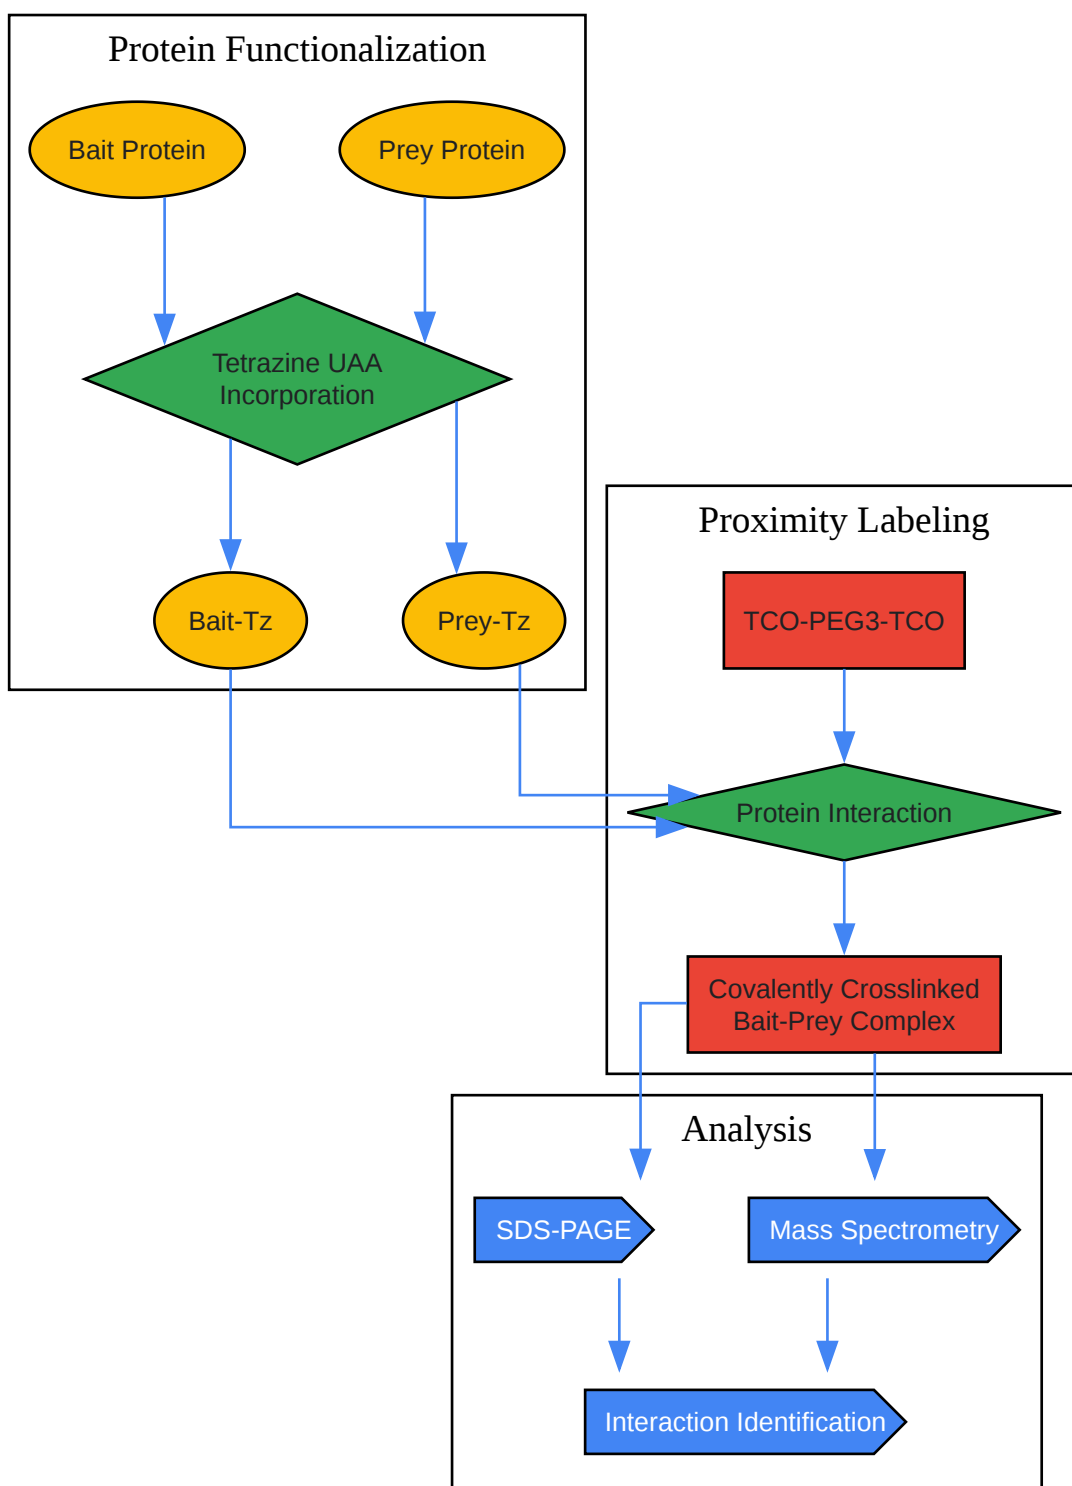 Protein Functionalization
Bait Protein
Prey Protein
Tetrazine UAA
Incorporation
Bait-Tz
Prey-Tz
Proximity Labeling
TCO-PEG3-TCO
Protein Interaction
Covalently Crosslinked
Bait-Prey Complex
Analysis
SDS-PAGE
Mass Spectrometry
Interaction Identification